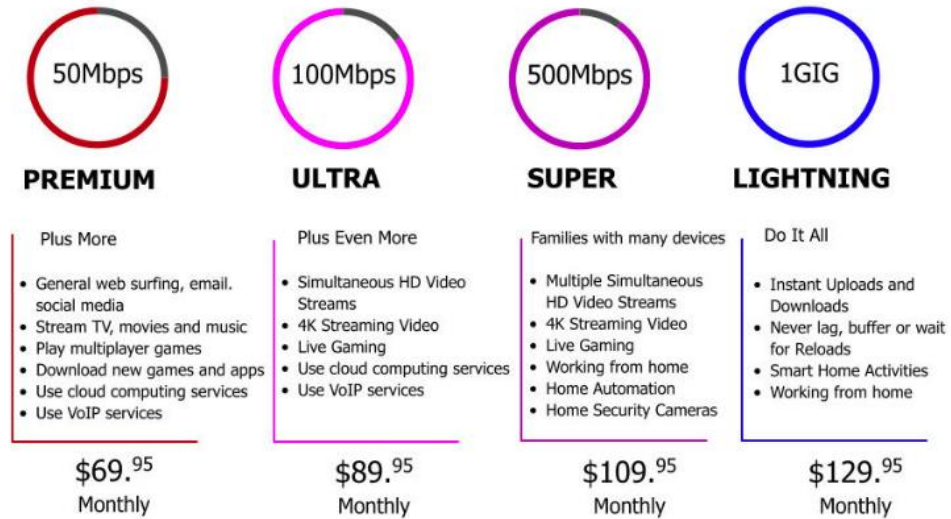 50Mbps
PREMIUM
Plus More
• General web surfing, email.
social media
• Stream TV, movies and music
• Play multiplayer games
• Download new games and apps
• Use cloud computing services
• Use VoIP services
$69.95
Monthly
100Mbps
ULTRA
Plus Even More
• Simultaneous HD Video
Streams
• 4K Streaming Video
• Live Gaming
• Use cloud computing services
• Use VoIP services
$89.95
Monthly
500Mbps
SUPER
Families with many devices
• Multiple Simultaneous
HD Video Streams
• 4K Streaming Video
• Live Gaming
• Working from home
• Home Automation
• Home Security Cameras
$109.95
Monthly
1GIG
LIGHTNING
Do It All
• Instant Uploads and
Downloads
• Never lag, buffer or wait
for Reloads
• Smart Home Activities
• Working from home
$129.95
Monthly